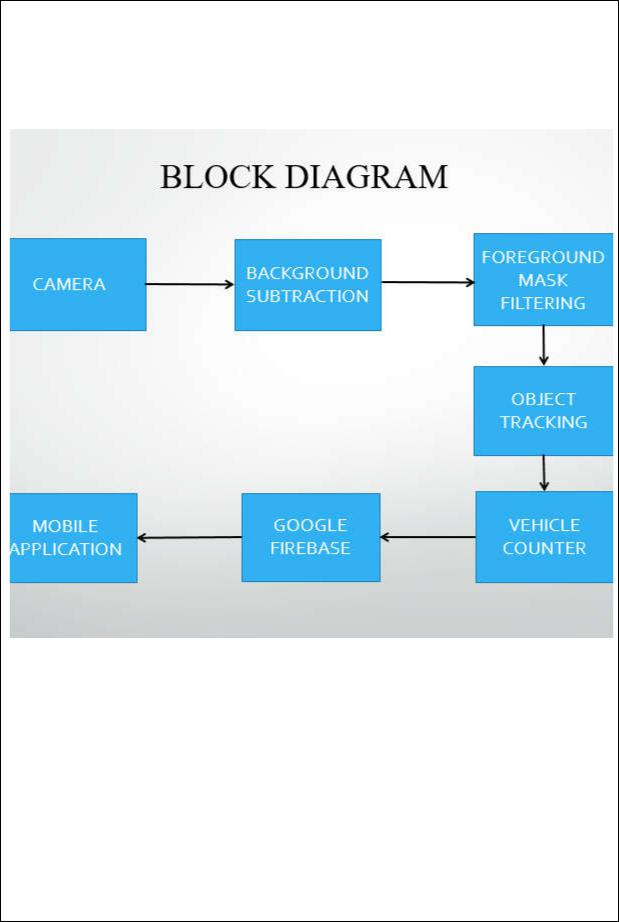 BLOCK DIAGRAM
CAMERA
BACKGROUND
SUBTRACTION
FOREGROUND
MASK
FILTERING
OBJECT
TRACKING
VEHICLE
COUNTER
GOOGLE
FIREBASE
MOBILE
APPLICATION